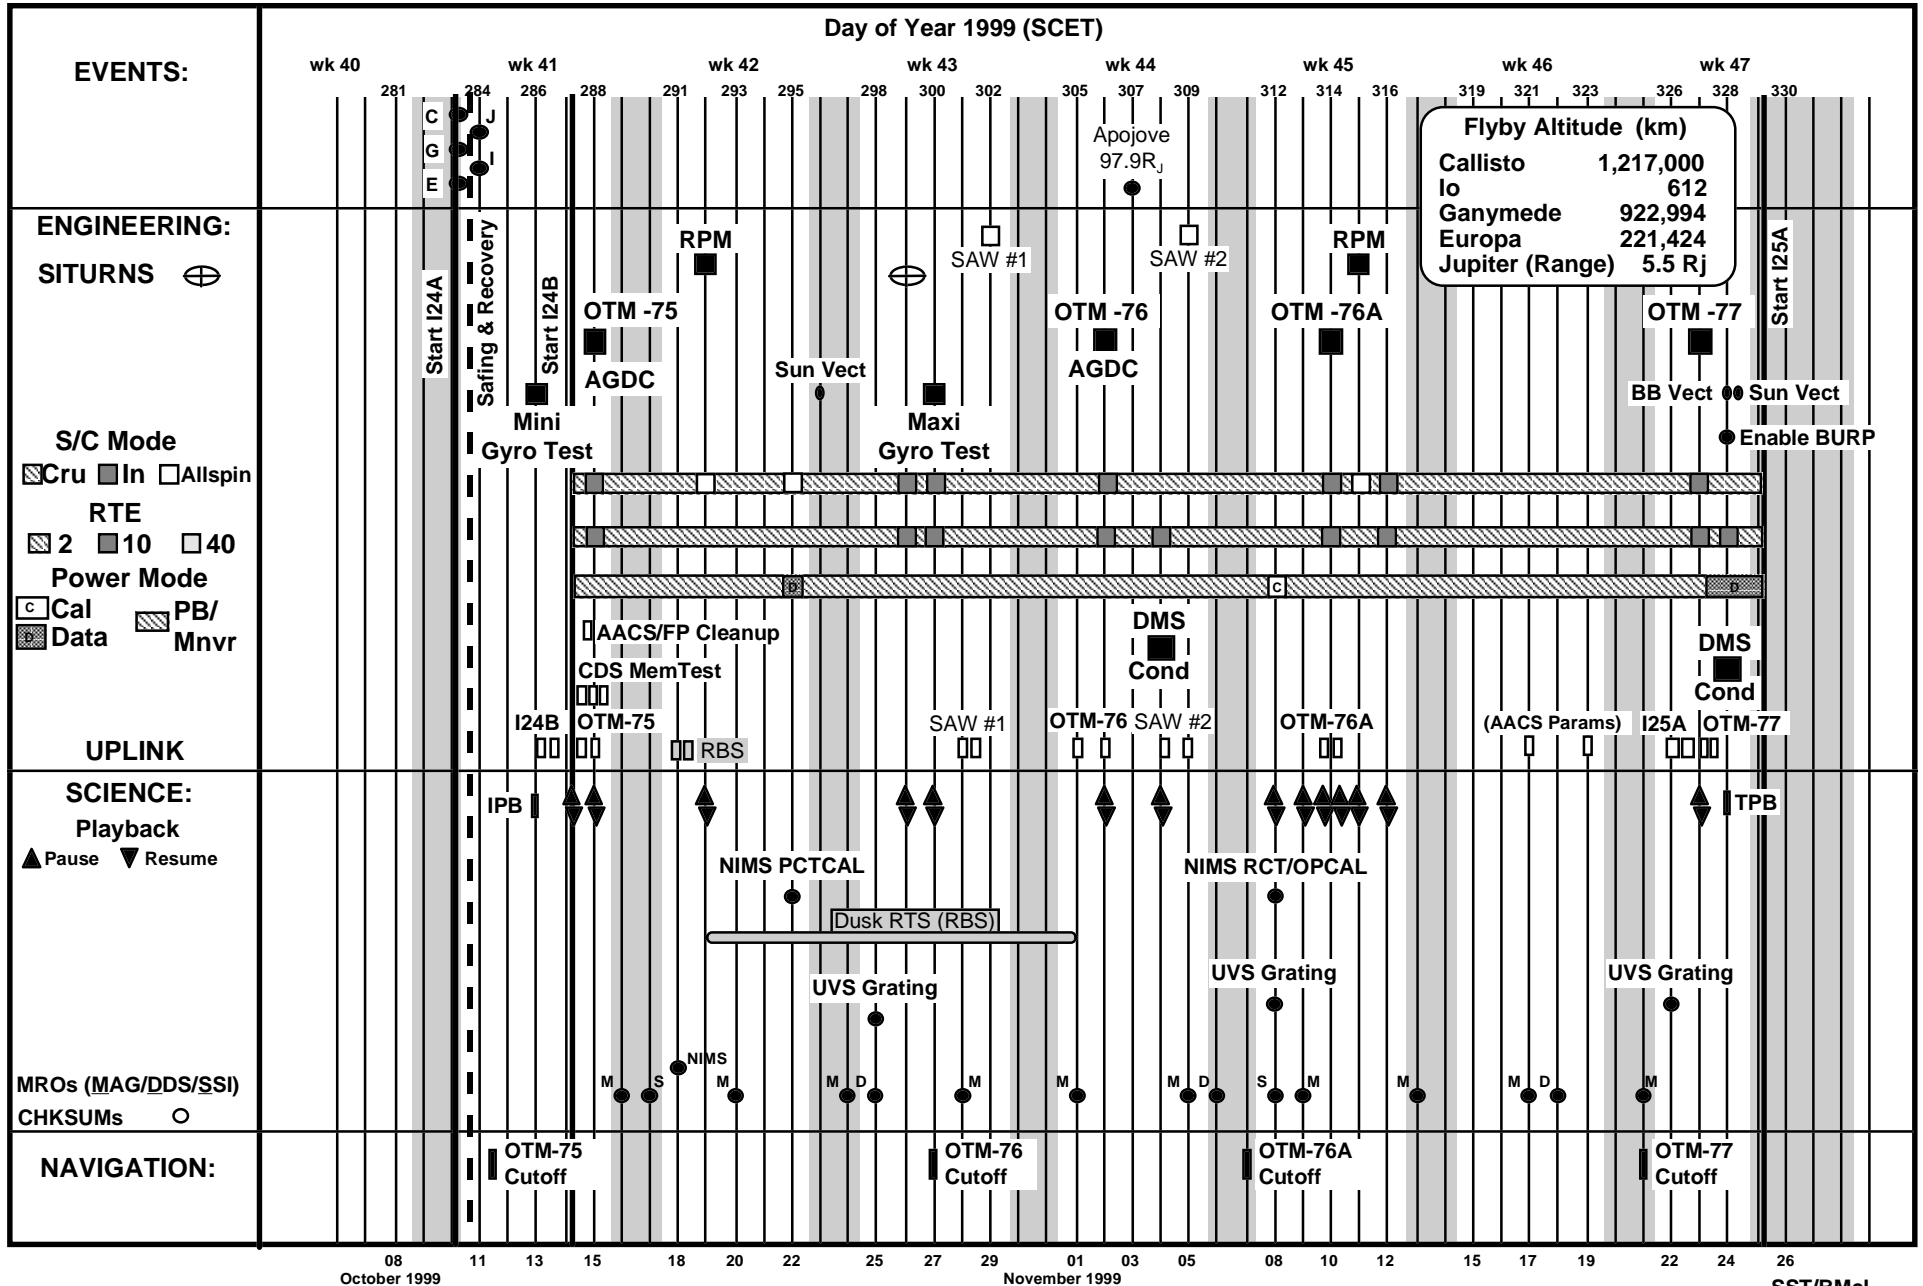 Day of Year 1999 (SCET)
EVENTS:
wk 40 wk 41 wk 42 wk 43 wk 44 wk 45 wk 46 wk 47
281 284 286 288 291 293 295 298 300 302 305 307 309 312 314 316 319 321 323 326 328 330
C
J
G
I
E
Apojove
97.9RJ
Flyby Altitude (km)
Callisto 1,217,000
Io 612
Ganymede 922,994
Europa 221,424
Jupiter (Range) 5.5 Rj
ENGINEERING:
SITURNS
Start I24A
Safing & Recovery
Start I24B
Start I25A
RPM
SAW #1
SAW #2
RPM
OTM -75
AGDC
OTM -76
AGDC
OTM -76A
OTM -77
Sun Vect
BB Vect
Sun Vect
Mini
Gyro Test
Maxi
Gyro Test
Enable BURP
S/C Mode
Cru In Allspin
RTE
2 10 40
Power Mode
C Cal PB/
D Data Mnvr
D C D
AACS/FP Cleanup
CDS MemTest
DMS
Cond
DMS
Cond
UPLINK
I24B OTM-75 RBS SAW #1 OTM-76 SAW #2 OTM-76A (AACS Params) I25A OTM-77
SCIENCE:
Playback
Pause Resume
IPB
TPB
NIMS PCTCAL
NIMS RCT/OPCAL
Dusk RTS (RBS)
UVS Grating
UVS Grating
UVS Grating
NIMS
MROs (MAG/DDS/SSI)
M S M M D M M M D S M M M D M
CHKSUMs
NAVIGATION:
OTM-75
Cutoff
OTM-76
Cutoff
OTM-76A
Cutoff
OTM-77
Cutoff
08 11 13 15 18 20 22 25 27 29 01 03 05 08 10 12 15 17 19 22 24 26
October 1999
November 1999